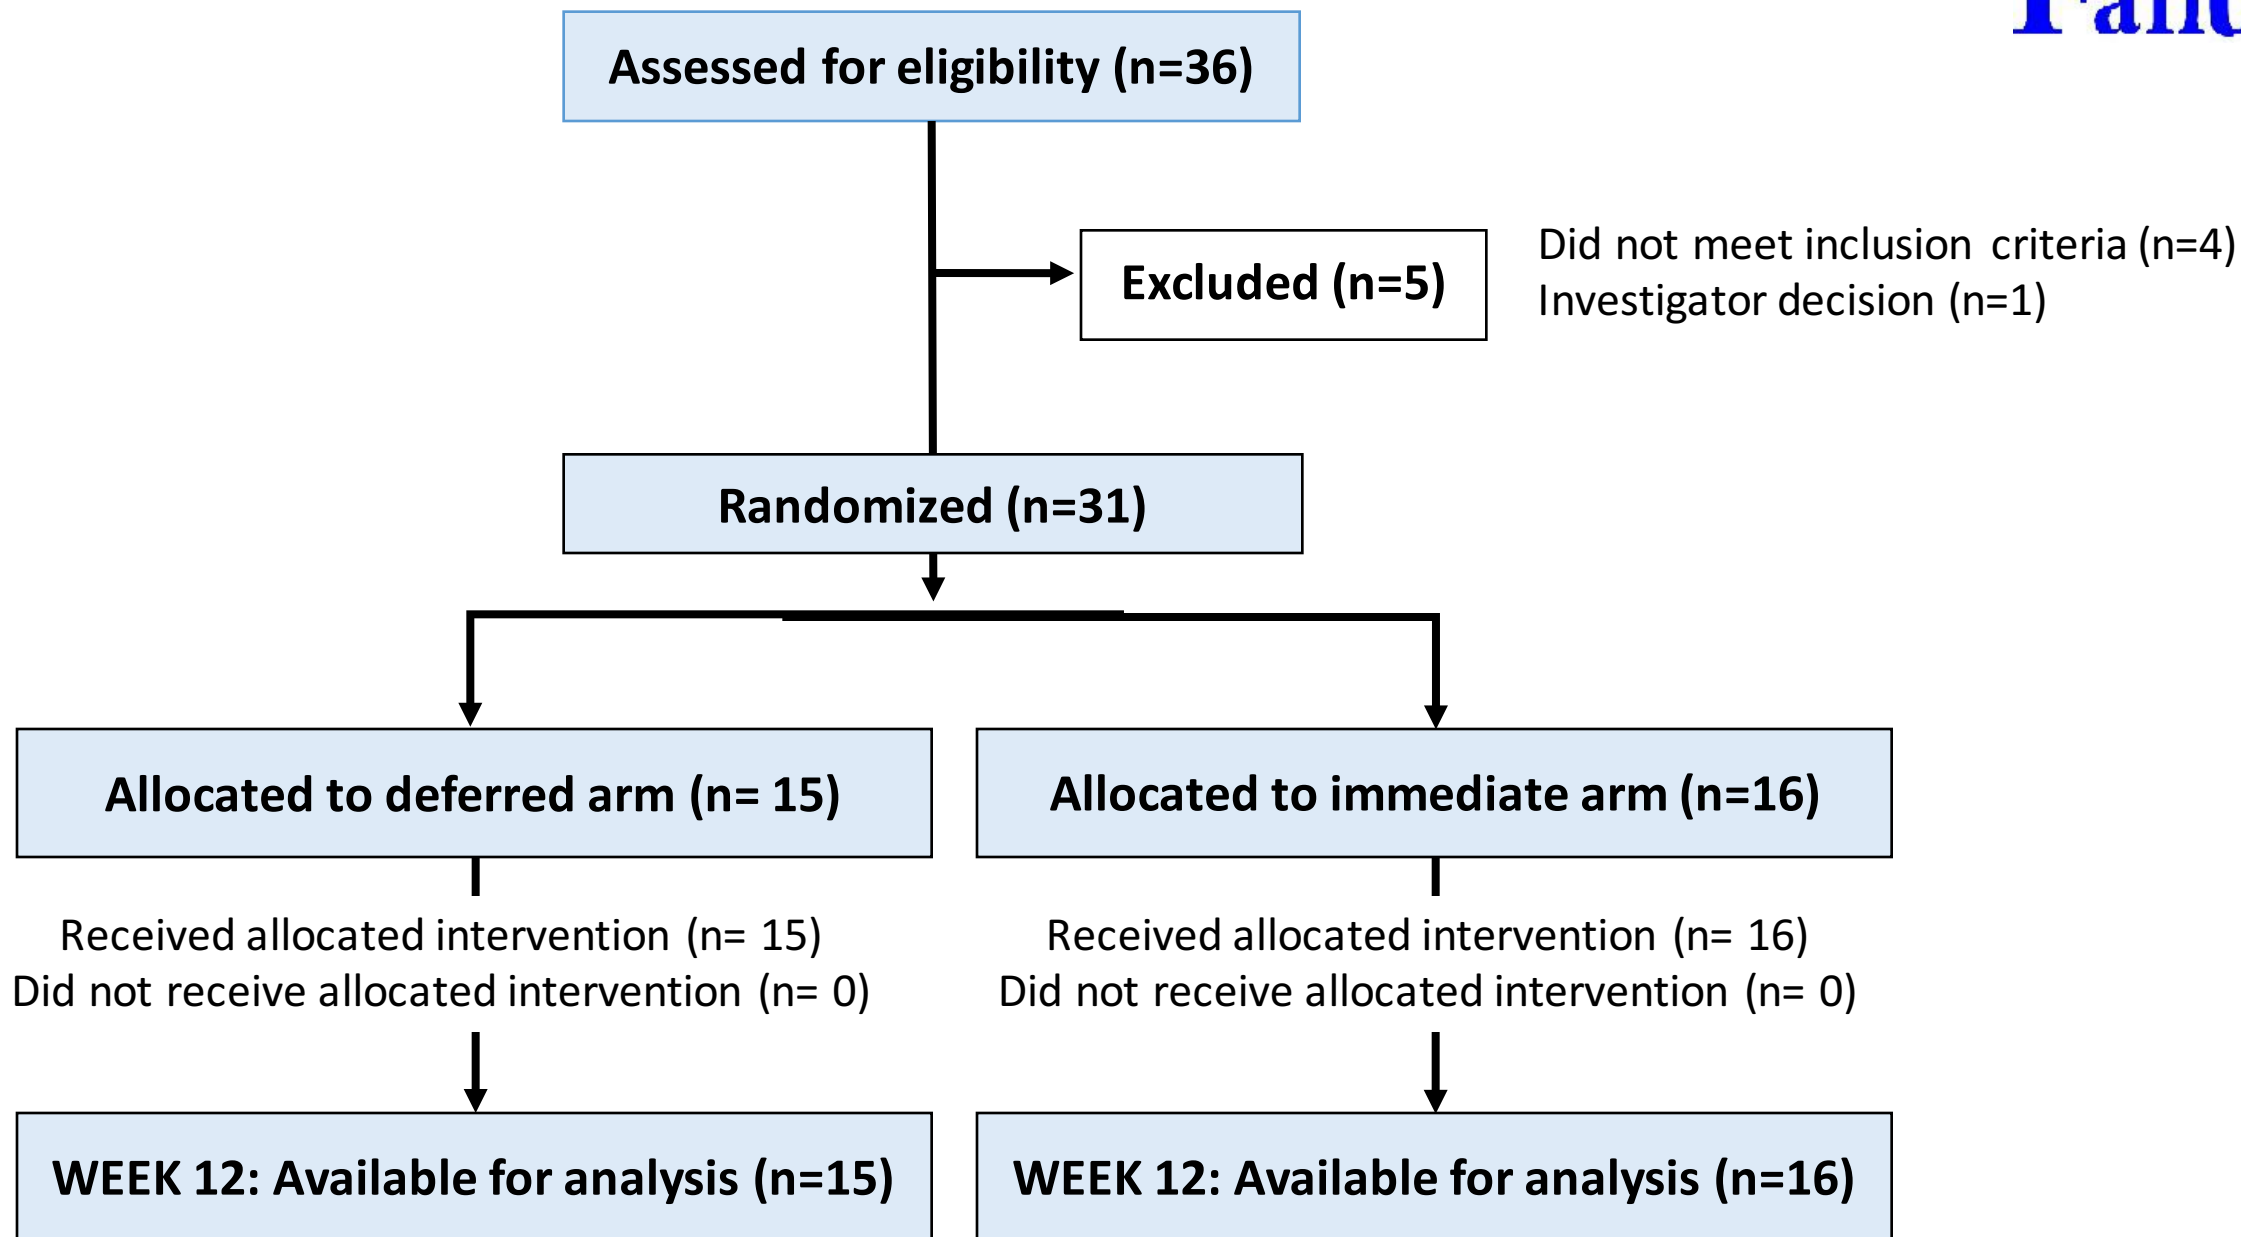 Assessed for eligibility (n=36)
Excluded (n=5)
Did not meet inclusion criteria (n=4)
Investigator decision (n=1)
Randomized (n=31)
Allocated to deferred arm (n= 15)
Allocated to immediate arm (n=16)
Received allocated intervention (n= 15)
Did not receive allocated intervention (n= 0)
Received allocated intervention (n= 16)
Did not receive allocated intervention (n= 0)
WEEK 12: Available for analysis (n=15)
WEEK 12: Available for analysis (n=16)